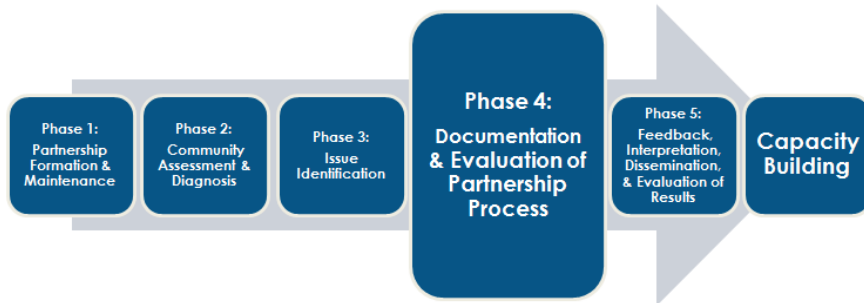 Phase 1:
Partnership
Formation &
Maintenance
Phase 2:
Community
Assessment &
Diagnosis
Phase 3:
Issue
Identification
Phase 4:
Documentation
& Evaluation of
Partnership
Process
Phase 5:
Feedback,
Interpretation,
Dissemination,
& Evaluation of
Results
Capacity
Building